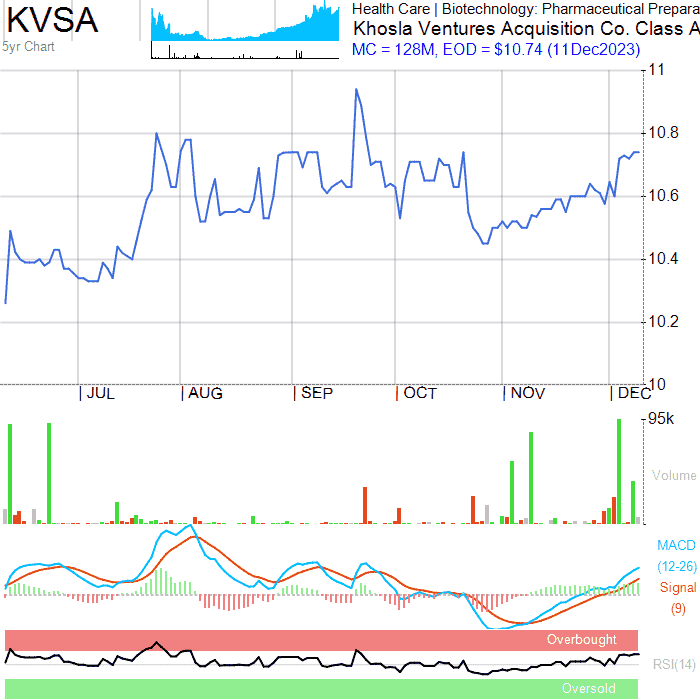 KVSA
5yr Chart
Health Care | Biotechnology: Pharmaceutical Prepara
Khosla Ventures Acquisition Co. Class A
MC = 128M, EOD = $10.74 (11Dec2023)
11
10.8
10.6
10.4
10.2
10
| JUL | AUG | SEP | OCT | NOV | DEC
95k
Volume
MACD
(12-26)
Signal
(9)
Overbought
RSI(14)
Oversold